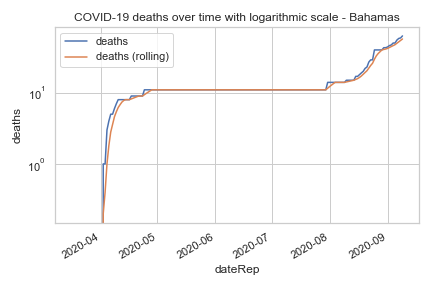 COVID-19 deaths over time with logarithmic scale - Bahamas
deaths
deaths (rolling)
10¹
10⁰
deaths
2020-04
2020-05
2020-06
2020-07
2020-08
2020-09
dateRep